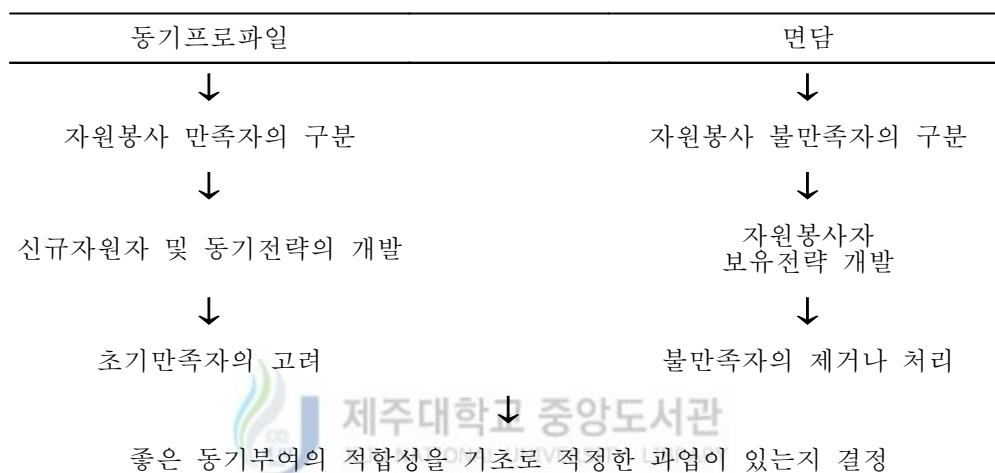 동기프로파일 면담
↓ ↓
자원봉사 만족자의 구분 자원봉사 불만족자의 구분
↓ ↓
신규자원자 및 동기전략의 개발
자원봉사자
보유전략 개발
↓ ↓
초기만족자의 고려 불만족자의 제거나 처리
제주대학교 중앙도서관
↓
좋은 동기부여의 적합성을 기초로 적정한 과업이 있는지 결정